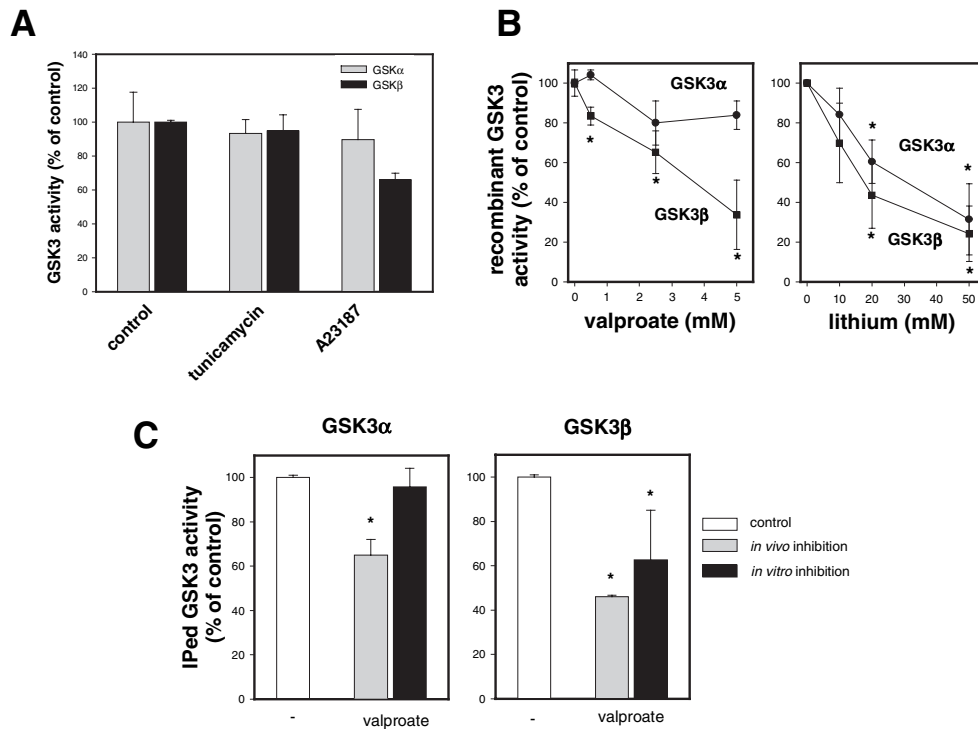 A
GSK3 activity (% of control)
140
120
100
80
60
40
20
0
GSKα
GSKβ
control
tunicamycin
A23187
B
recombinant GSK3
activity (% of control)
100
80
60
40
20
0
GSK3α
*
*
GSK3β
*
0 1 2 3 4 5
valproate (mM)
100
80
60
40
20
0
*
GSK3α
*
GSK3β
*
*
0 10 20 30 40 50
lithium (mM)
C
IPed GSK3 activity
(% of control)
GSK3α
100
80
60
40
20
0
*
- valproate
GSK3β
100
80
60
40
20
0
*
*
- valproate
control
in vivo inhibition
in vitro inhibition